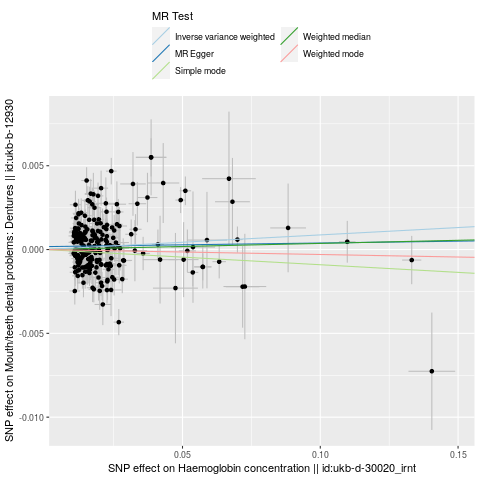 MR Test
Inverse variance weighted
Weighted median
MR Egger
Weighted mode
Simple mode
SNP effect on Mouth/teeth dental problems: Dentures || id:ukb-b-12930
0.005
0.000
-0.005
-0.010
0.05
0.10
0.15
SNP effect on Haemoglobin concentration || id:ukb-d-30020_irnt